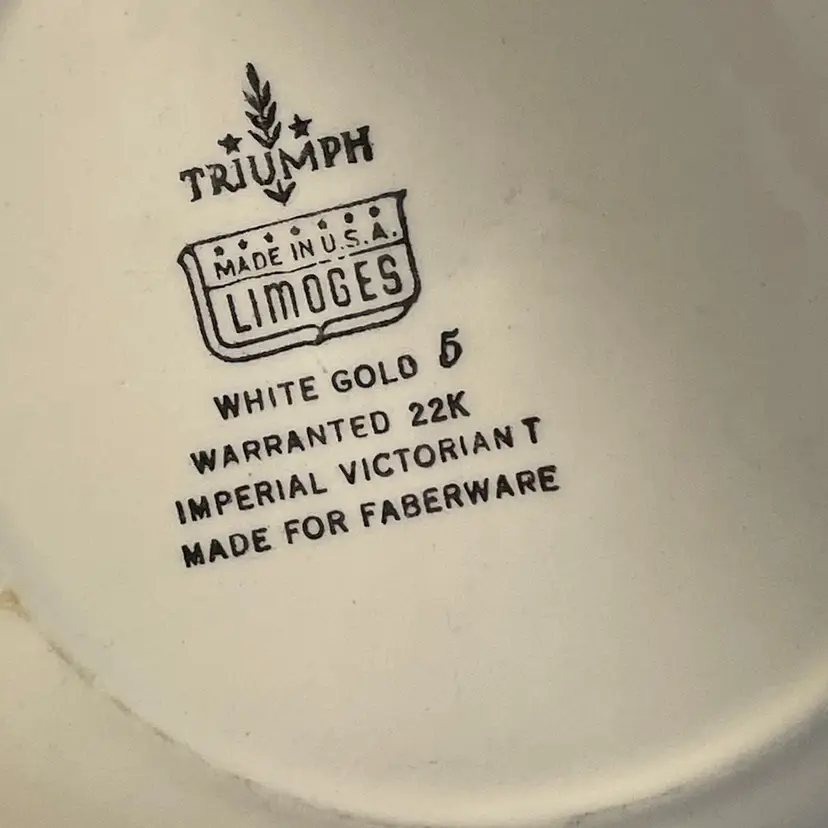 TRIUMPH
MADE IN U.S.A.
LIMOGES
WHITE GOLD 5
WARRANTED 22K
IMPERIAL VICTORIAN T
MADE FOR FABERWARE